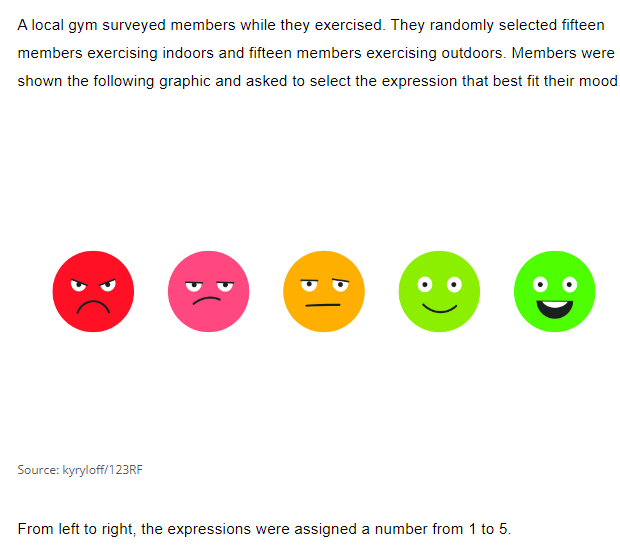 A local gym surveyed members while they exercised. They randomly selected fifteen
members exercising indoors and fifteen members exercising outdoors. Members were
shown the following graphic and asked to select the expression that best fit their mood
Source: kyryloff/123RF
From left to right, the expressions were assigned a number from 1 to 5.